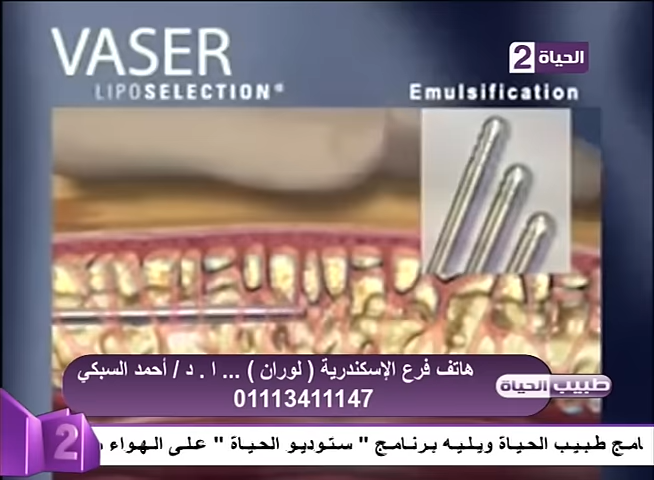 VASER
LIPOSELECTION®
Emulsification
الحياة 2
هاتف فرع الإسكندرية ( لوران ) ... ا . د / أحمد السبكي
01113411147
طبيب الحياة
2
امج طبيب الحياة ويليه برنامج " ستوديو الحياة " على الهواء م